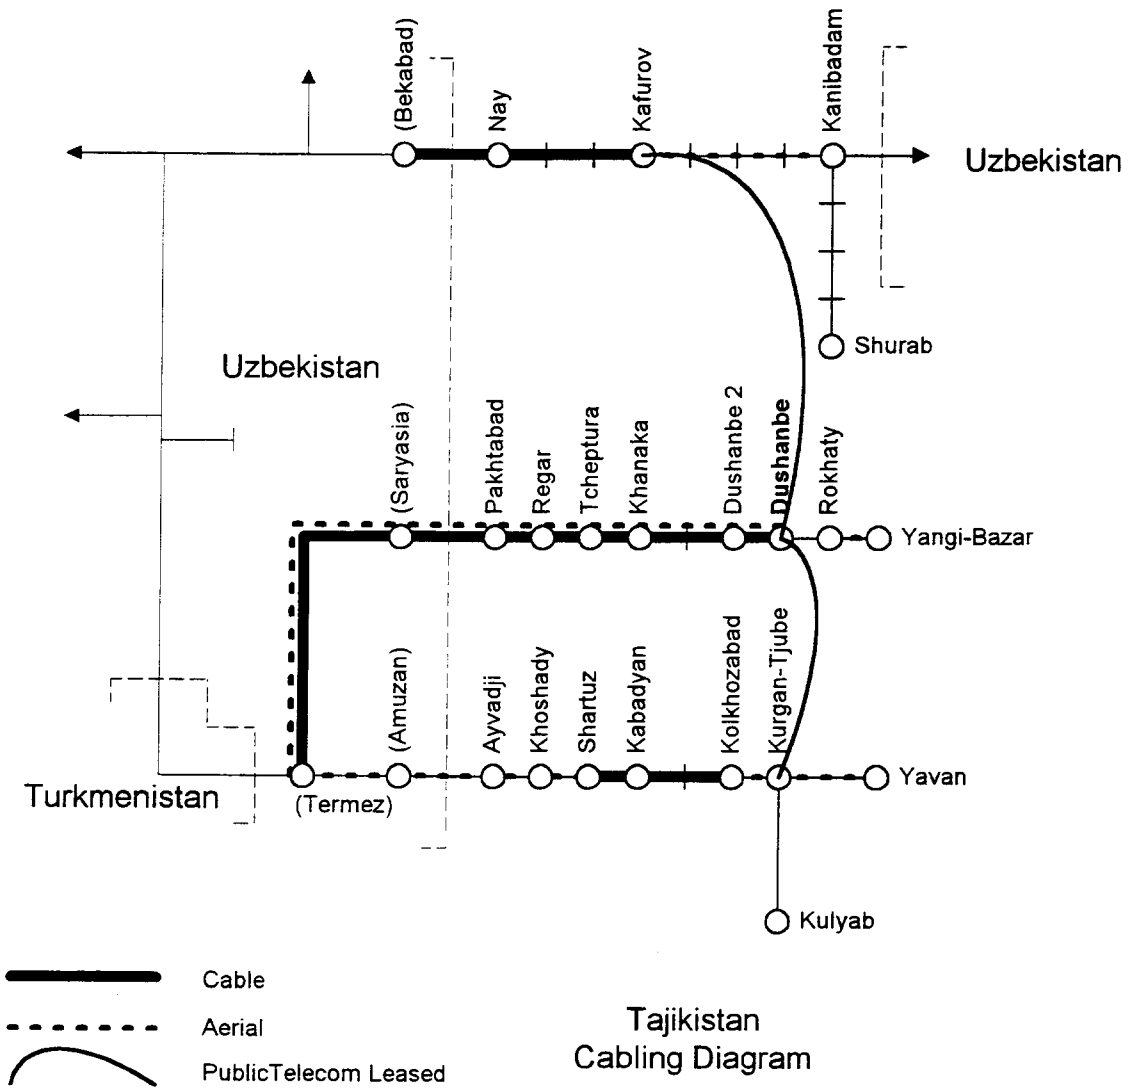 (Bekabad)
Nay
Kafurov
Kanibadam
Uzbekistan
Shurab
Uzbekistan
(Saryasia)
Pakhtabad
Regar
Tcheptura
Khanaka
Dushanbe 2
Dushanbe
Rokhaty
Yangi-Bazar
(Amuzan)
Ayvadji
Khoshady
Shartuz
Kabadyan
Kolkhozabad
Kurgan-Tjube
Yavan
Turkmenistan
(Termez)
Kulyab
Cable
Aerial
PublicTelecom Leased
Tajikistan
Cabling Diagram